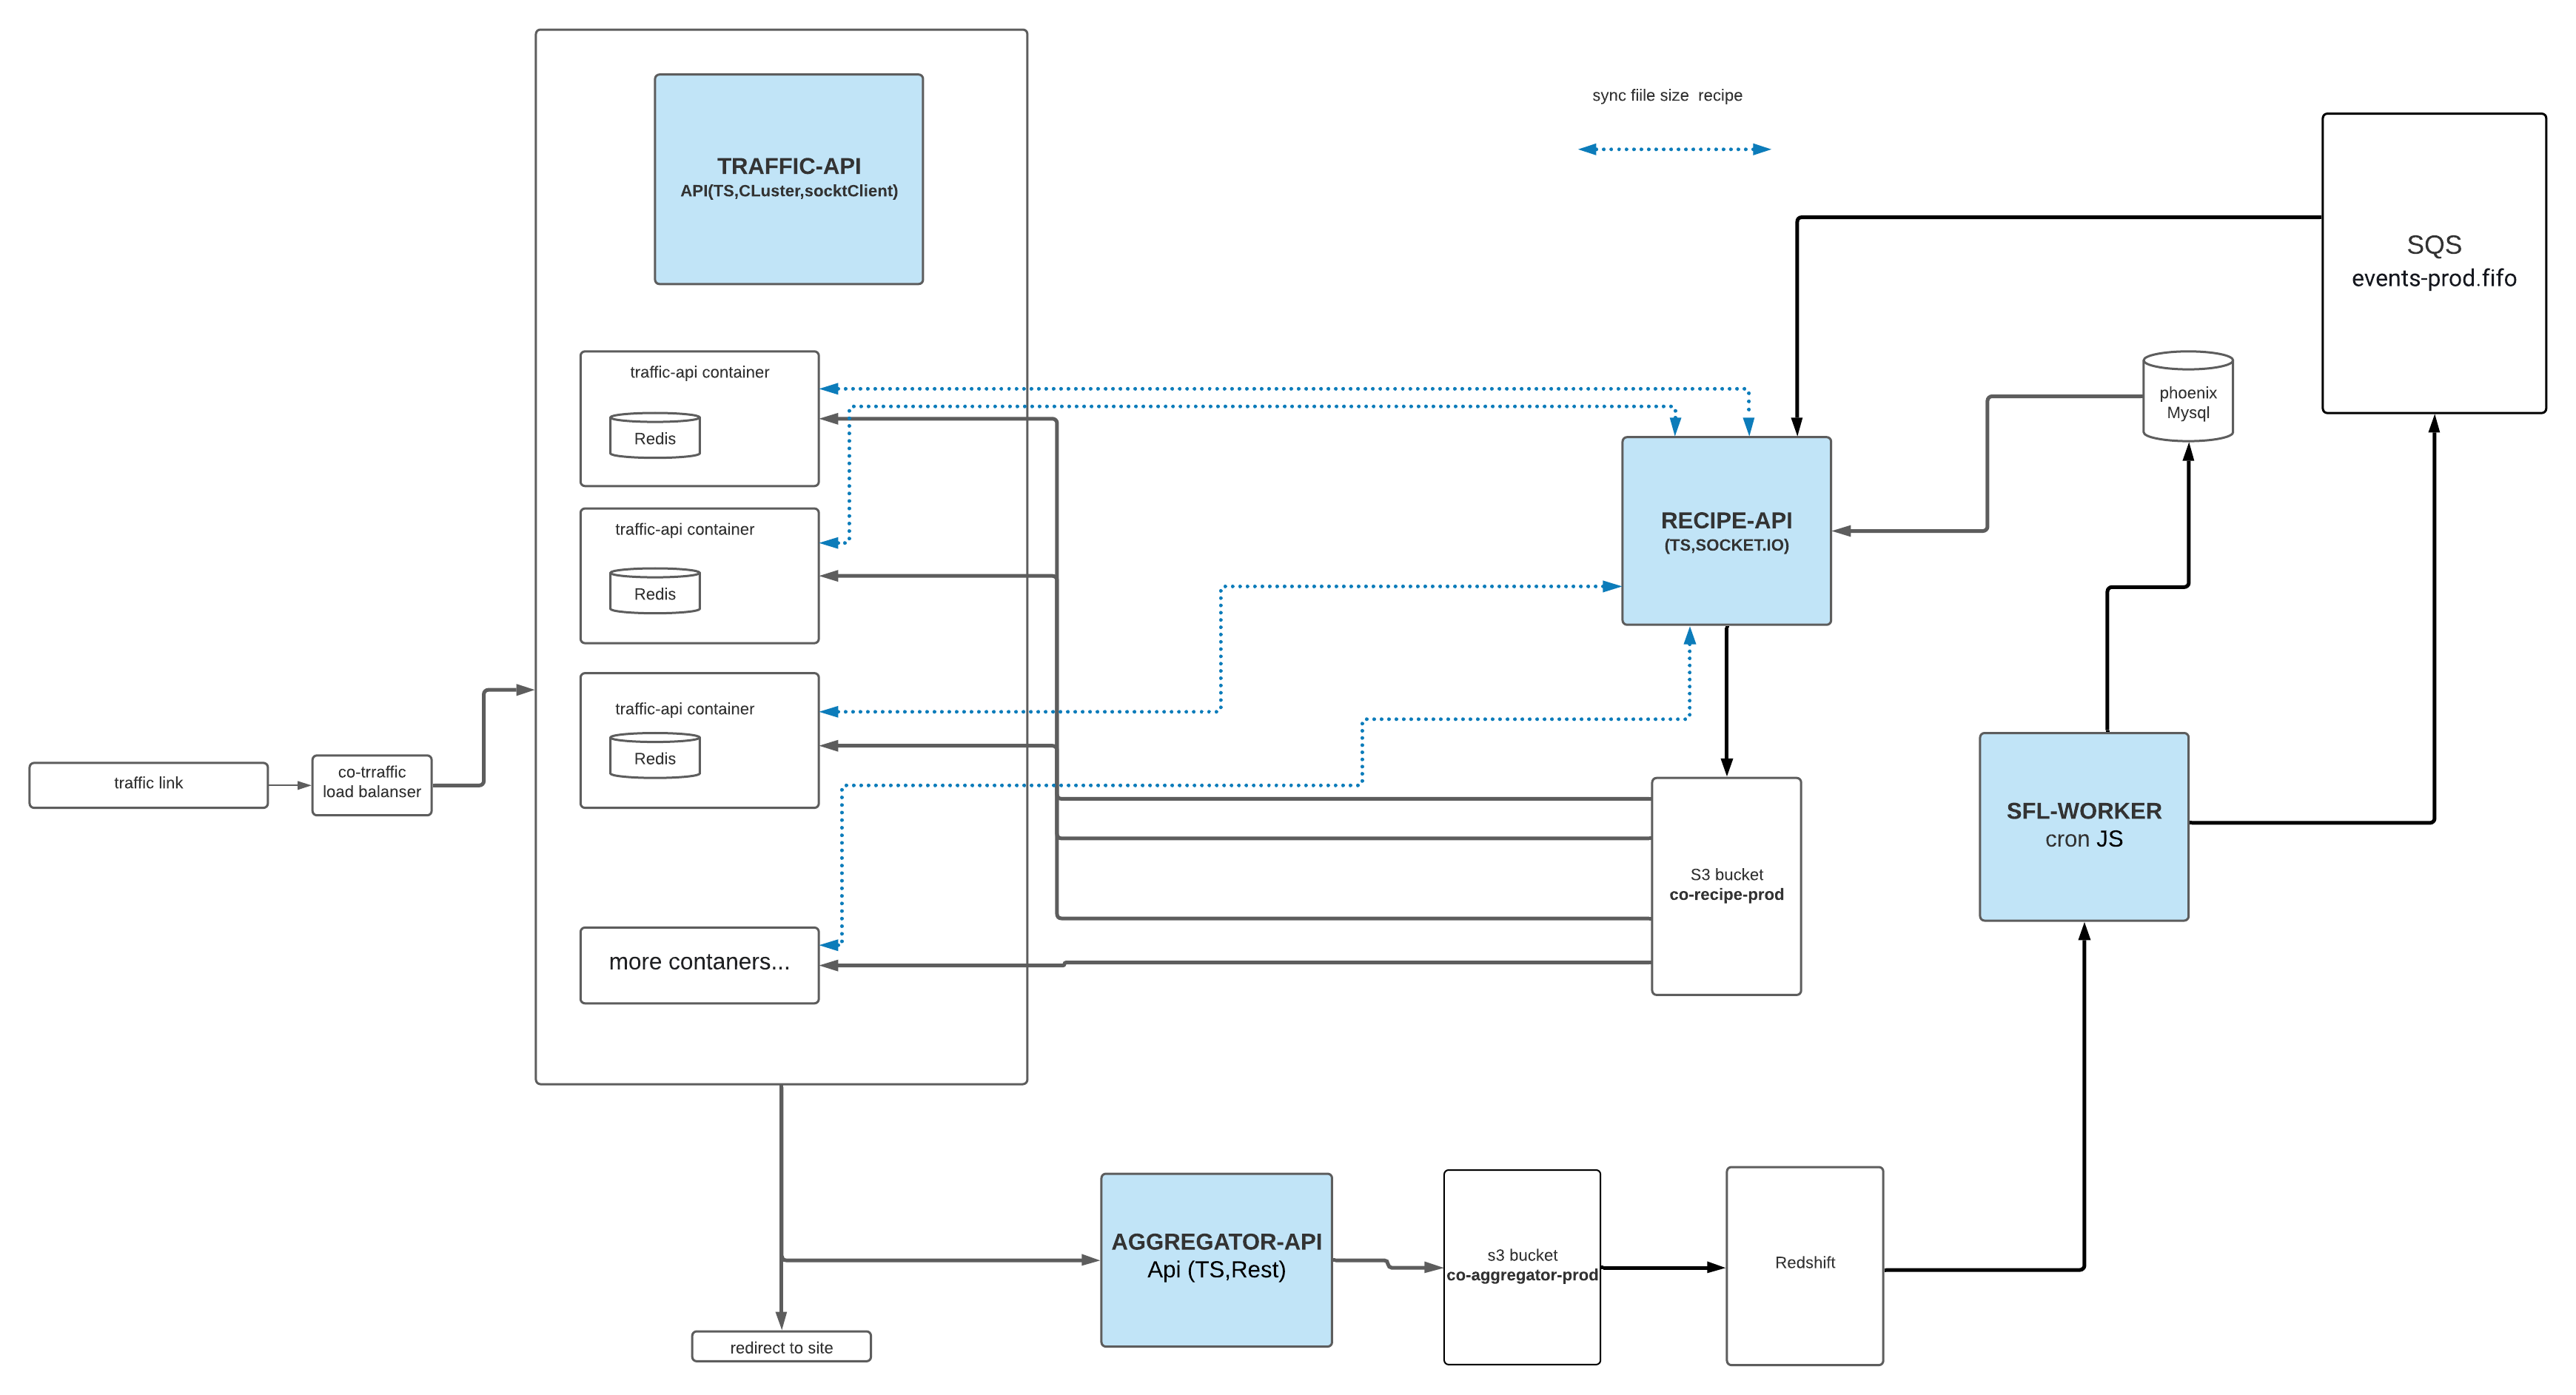 TRAFFIC-API
API(TS,CLuster,socktClient)
sync fiile size  recipe
SQS
events-prod.fifo
traffic-api container
Redis
phoenix
Mysql
traffic-api container
Redis
RECIPE-API
(TS,SOCKET.IO)
traffic-api container
Redis
traffic link
co-trraffic
load balanser
SFL-WORKER
cron JS
S3 bucket
co-recipe-prod
more contaners...
AGGREGATOR-API
Api (TS,Rest)
s3 bucket
co-aggregator-prod
Redshift
redirect to site